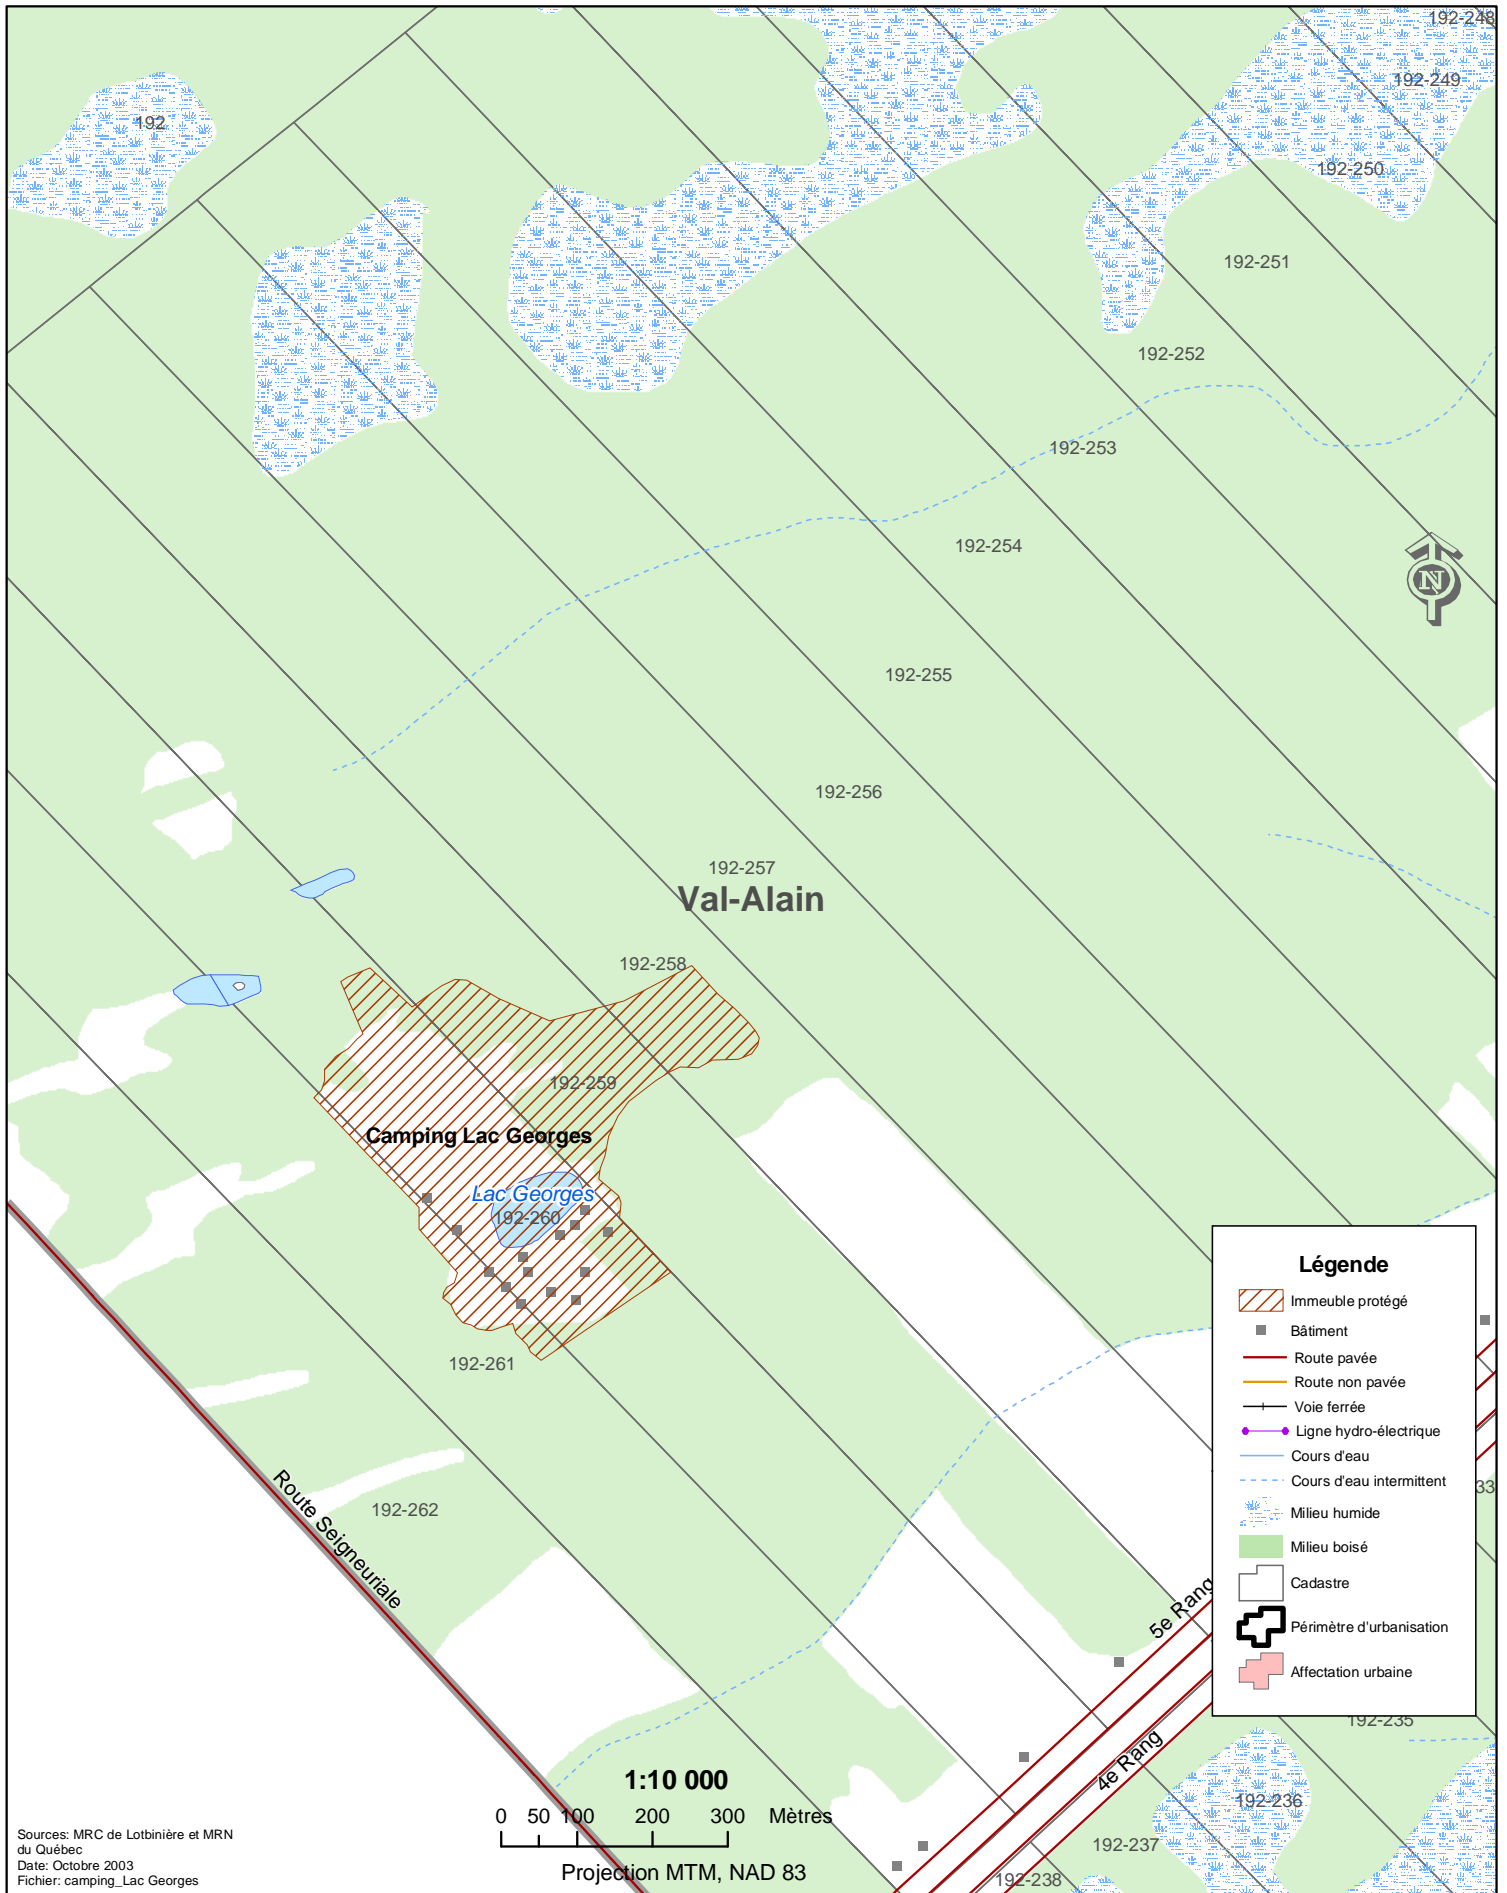 192-248
192-249
192
192-250
192-251
192-252
192-253
192-254
N
192-255
192-256
192-257
Val-Alain
192-258
192-259
Camping Lac Georges
Lac Georges
192-260
192-261
192-262
Route Seigneuriale
5e Rang
4e Rang
Légende
Immeuble protégé
Bâtiment
Route pavée
Route non pavée
Voie ferrée
Ligne hydro-électrique
Cours d'eau
Cours d'eau intermittent
Milieu humide
Milieu boisé
Cadastre
Périmètre d'urbanisation
Affectation urbaine
33
192-235
192-236
192-237
192-238
1:10 000
0 50 100 200 300 Mètres
Projection MTM, NAD 83
Sources: MRC de Lotbinière et MRN
du Québec
Date: Octobre 2003
Fichier: camping_Lac Georges